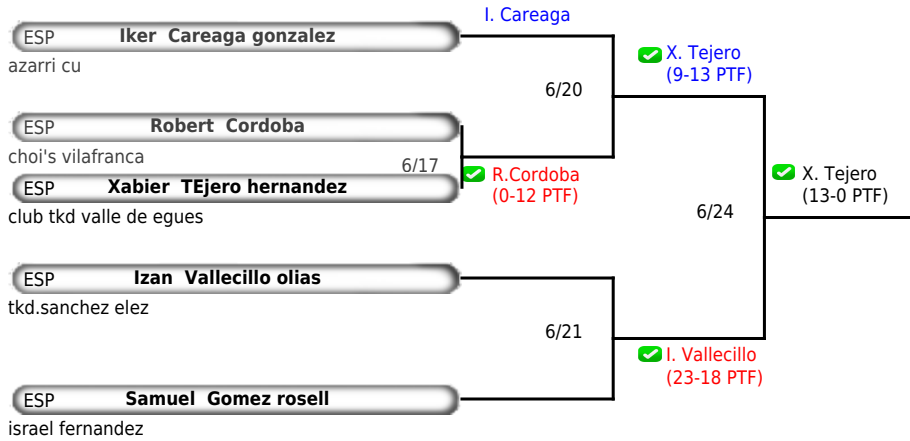 I. Careaga
ESP Iker Careaga gonzalez
azarri cu
X. Tejero
(9-13 PTF)
6/20
ESP Robert Cordoba
choi's vilafranca
6/17
ESP Xabier TEjero hernandez
R.Cordoba
(0-12 PTF)
X. Tejero
(13-0 PTF)
club tkd valle de egues
6/24
ESP Izan Vallecillo olias
tkd.sanchez elez
6/21
I. Vallecillo
(23-18 PTF)
ESP Samuel Gomez rosell
israel fernandez